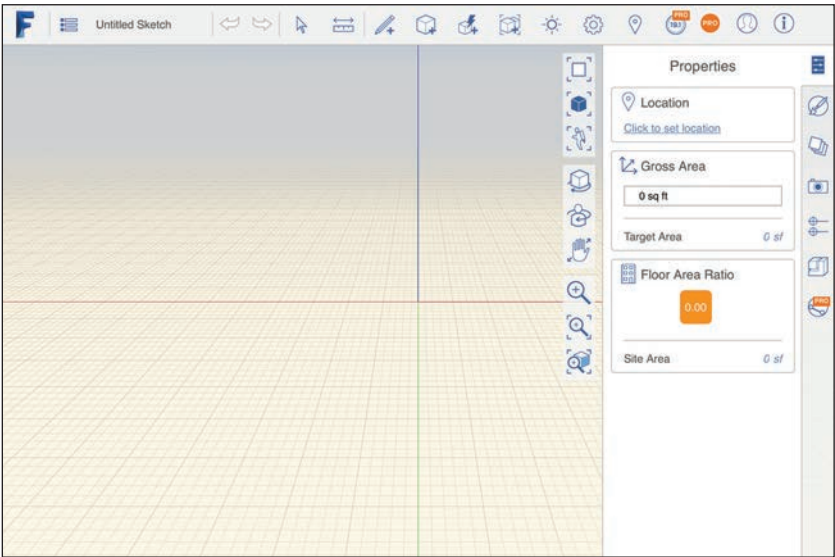 F
Untitled Sketch
PRO
PRO
Properties
Location
Click to set location
Gross Area
0 sq ft
Target Area
0 sf
Floor Area Ratio
0.00
Site Area
0 sf
PRO